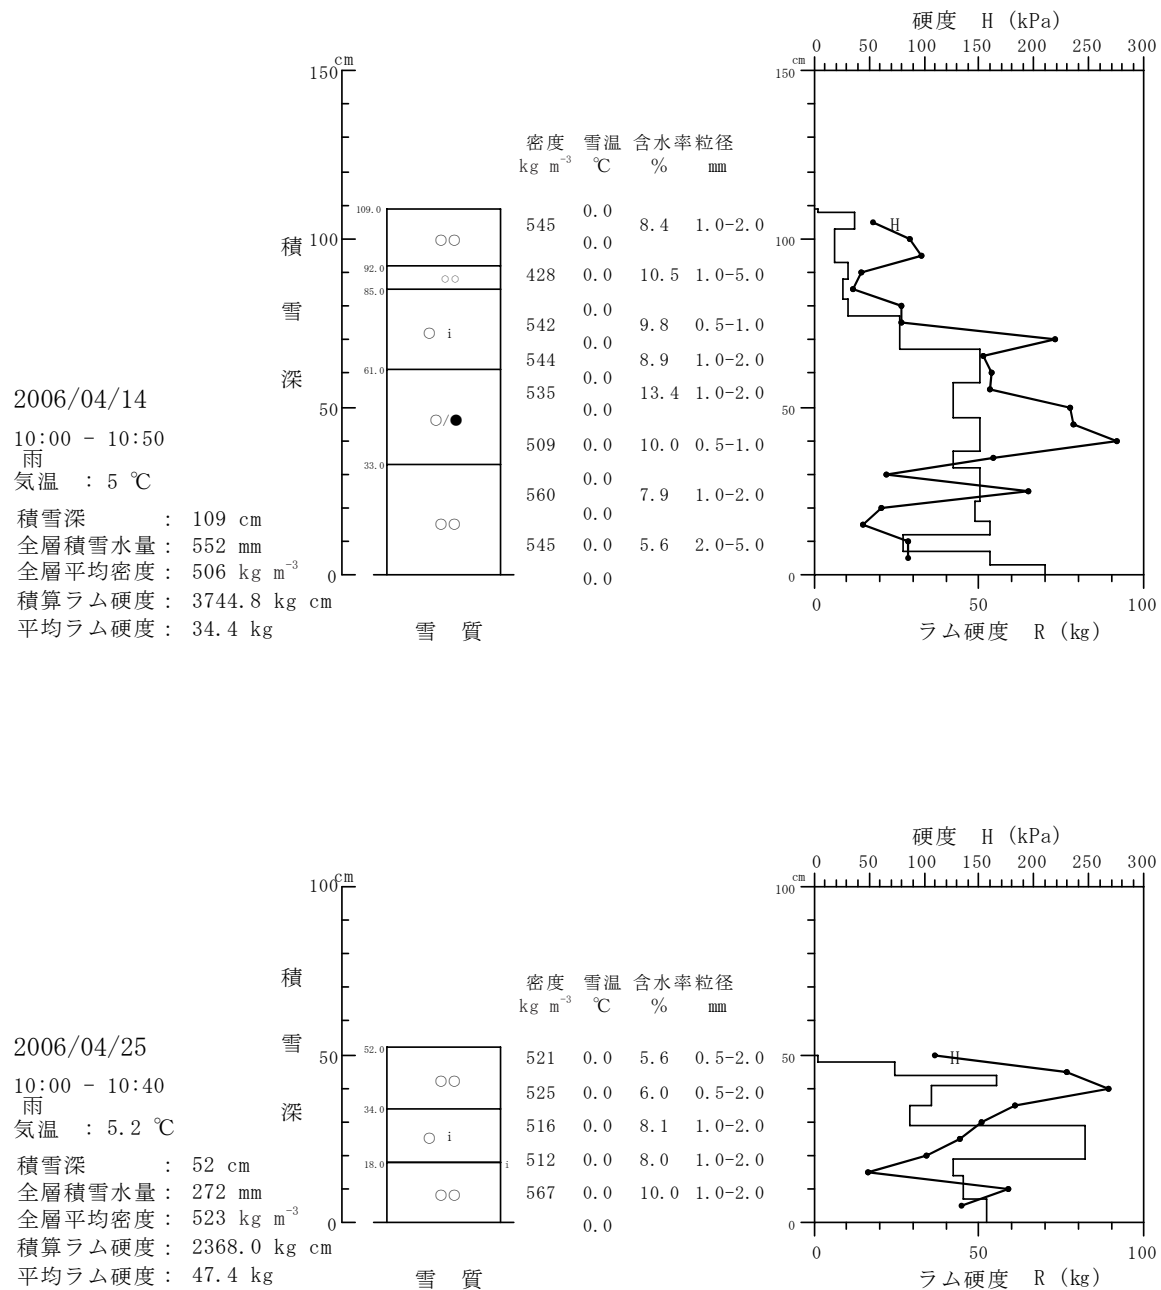 硬度 H (kPa)
0 50 100 150 200 250 300
cm
150
cm
150
密度 雪温 含水率 粒径
kg m⁻³ ℃ % mm
109.0
0.0
545 8.4 1.0-2.0
H
積 100 ○○ 0.0 100
92.0
○○ 428 0.0 10.5 1.0-5.0
85.0
雪
0.0
542 9.8 0.5-1.0
○ i 0.0
544 8.9 1.0-2.0
61.0
深 0.0
2006/04/14
535 13.4 1.0-2.0
50 0.0 50
○/●
10:00 - 10:50
509 0.0 10.0 0.5-1.0
雨
33.0
気温 : 5 ℃
0.0
560 7.9 1.0-2.0
積雪深 : 109 cm
0.0
○○
全層積雪水量 : 552 mm
545 0.0 5.6 2.0-5.0
全層平均密度 : 506 kg m⁻³
0 0.0 0
積算ラム硬度 : 3744.8 kg cm
0 50 100
平均ラム硬度 : 34.4 kg
雪 質
ラム硬度 R (kg)
硬度 H (kPa)
0 50 100 150 200 250 300
cm
100
cm
100
積
密度 雪温 含水率 粒径
kg m⁻³ ℃ % mm
雪
2006/04/25
52.0
50 521 0.0 5.6 0.5-2.0 50 H
○○
10:00 - 10:40
525 0.0 6.0 0.5-2.0
雨
深 34.0
気温 : 5.2 ℃
516 0.0 8.1 1.0-2.0
○ i
積雪深 : 52 cm
18.0 i
512 0.0 8.0 1.0-2.0
全層積雪水量 : 272 mm
○○ 567 0.0 10.0 1.0-2.0
全層平均密度 : 523 kg m⁻³
0 0.0 0
積算ラム硬度 : 2368.0 kg cm
0 50 100
平均ラム硬度 : 47.4 kg
雪 質
ラム硬度 R (kg)